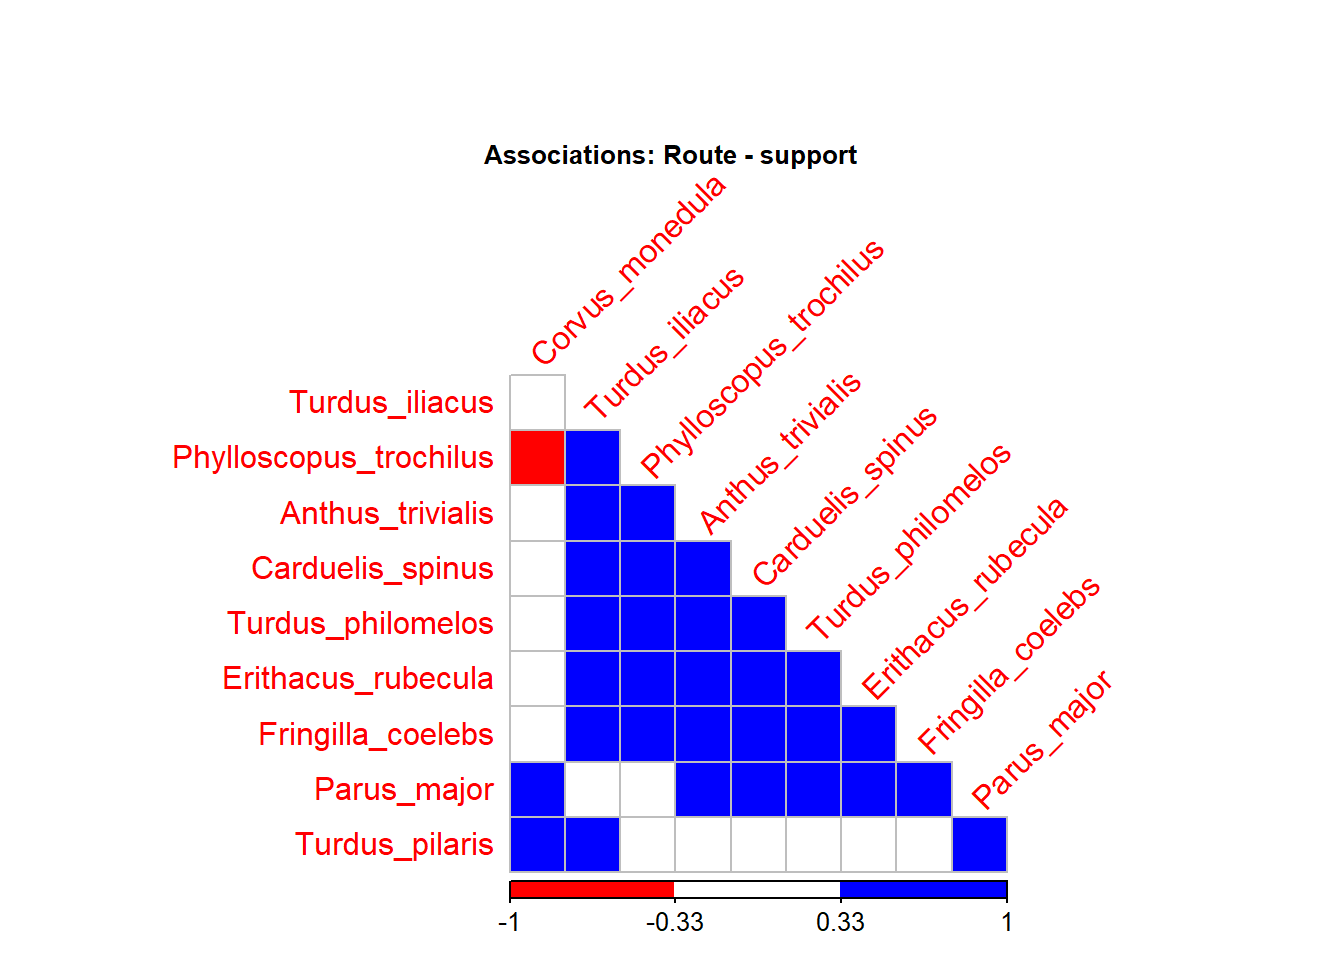 Associations: Route - support
Corvus_monedula
Turdus_iliacus
Phylloscopus_trochilus
Anthus_trivialis
Carduelis_spinus
Turdus_philomelos
Erithacus_rubecula
Fringilla_coelebs
Parus_major
Turdus_iliacus
Phylloscopus_trochilus
Anthus_trivialis
Carduelis_spinus
Turdus_philomelos
Erithacus_rubecula
Fringilla_coelebs
Parus_major
Turdus_pilaris
-1 -0.33 0.33 1